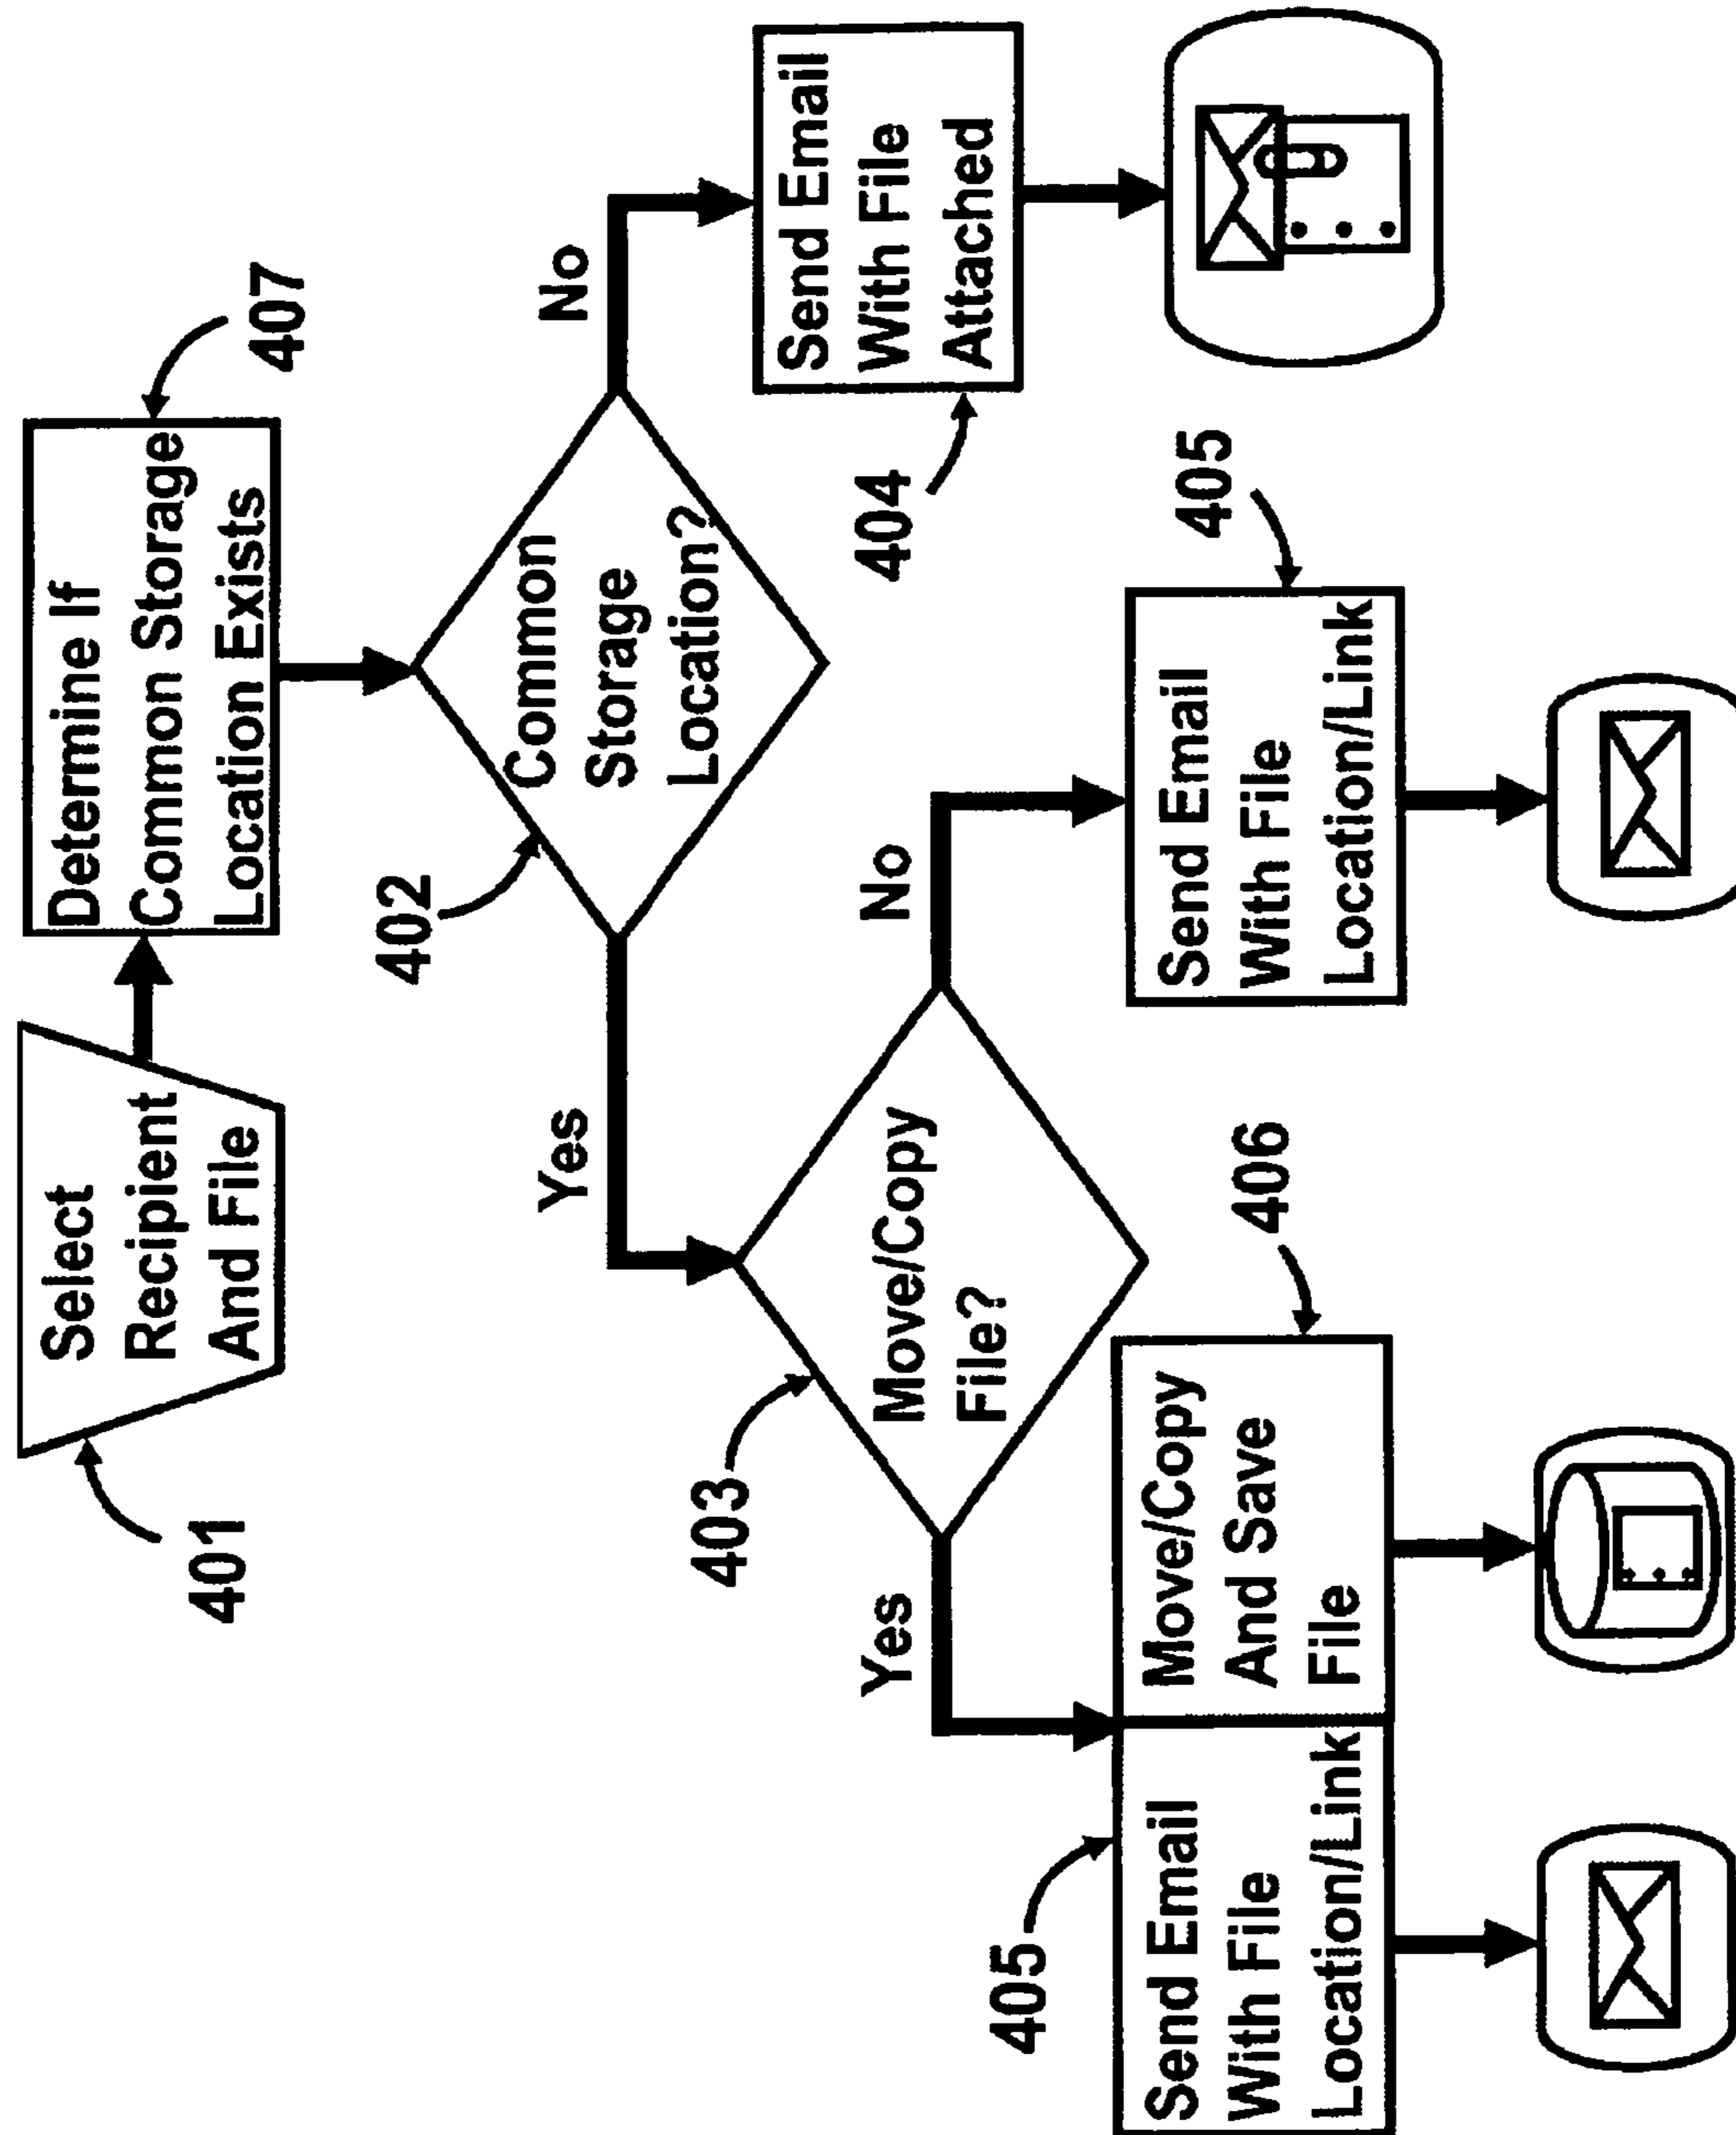 Select
Recipient
And File
401
Determine If
Common Storage
Location Exists
407
402
Common
Storage
Location?
Yes
No
403
Move/Copy
File?
Send Email
With File
Attached
404
Yes
No
405
Send Email
With File
Location/Link
Move/Copy
And Save
File
406
Send Email
With File
Location/Link
405